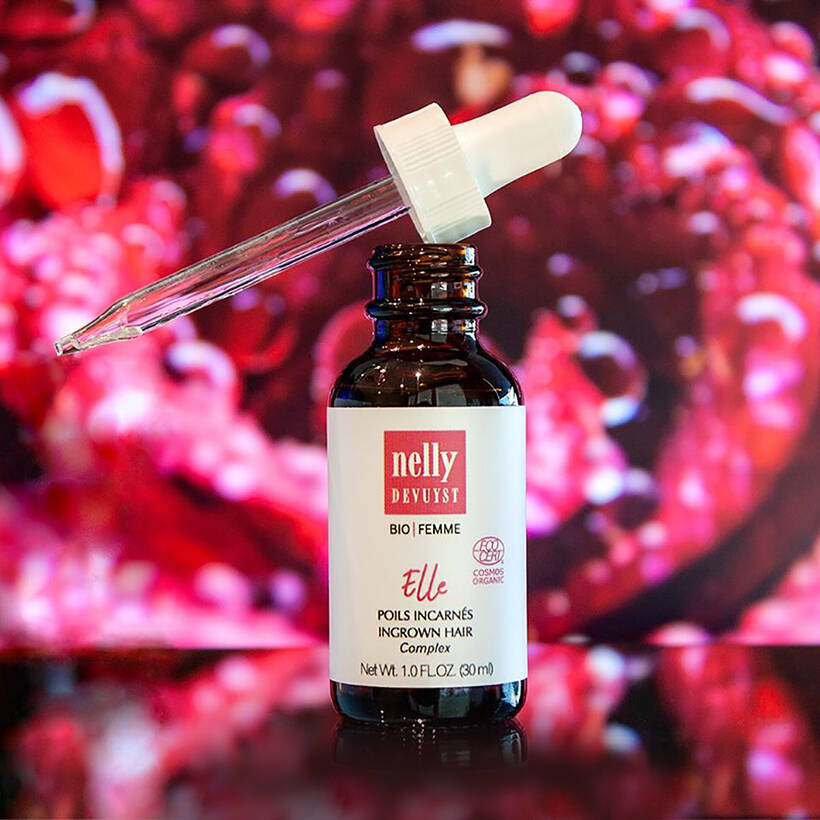 nelly
DEVUYST
BIO | FEMME
ECO
CERT
COSMOS
ORGANIC
Elle
POILS INCARNÉS
INGROWN HAIR
Complex
Net Wt. 1.0 FL.OZ. (30 ml)